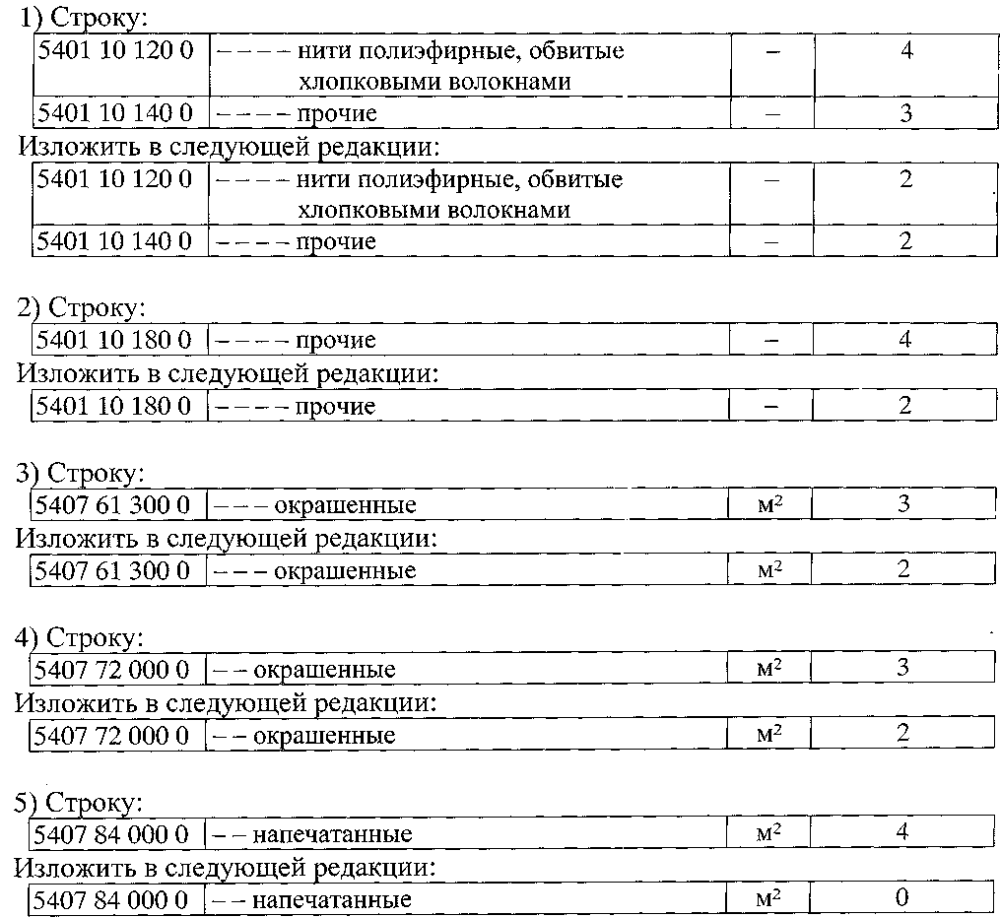 1) Строку:
5401 10 120 0 – – – – нити полиэфирные, обвитые – 4
хлопковыми волокнами
5401 10 140 0 – – – – прочие – 3
Изложить в следующей редакции:
5401 10 120 0 – – – – нити полиэфирные, обвитые – 2
хлопковыми волокнами
5401 10 140 0 – – – – прочие – 2
2) Строку:
5401 10 180 0 – – – – прочие – 4
Изложить в следующей редакции:
5401 10 180 0 – – – – прочие – 2
3) Строку:
5407 61 300 0 – – – окрашенные м² 3
Изложить в следующей редакции:
5407 61 300 0 – – – окрашенные м² 2
4) Строку:
5407 72 000 0 – – окрашенные м² 3
Изложить в следующей редакции:
5407 72 000 0 – – окрашенные м² 2
5) Строку:
5407 84 000 0 – – напечатанные м² 4
Изложить в следующей редакции:
5407 84 000 0 – – напечатанные м² 0